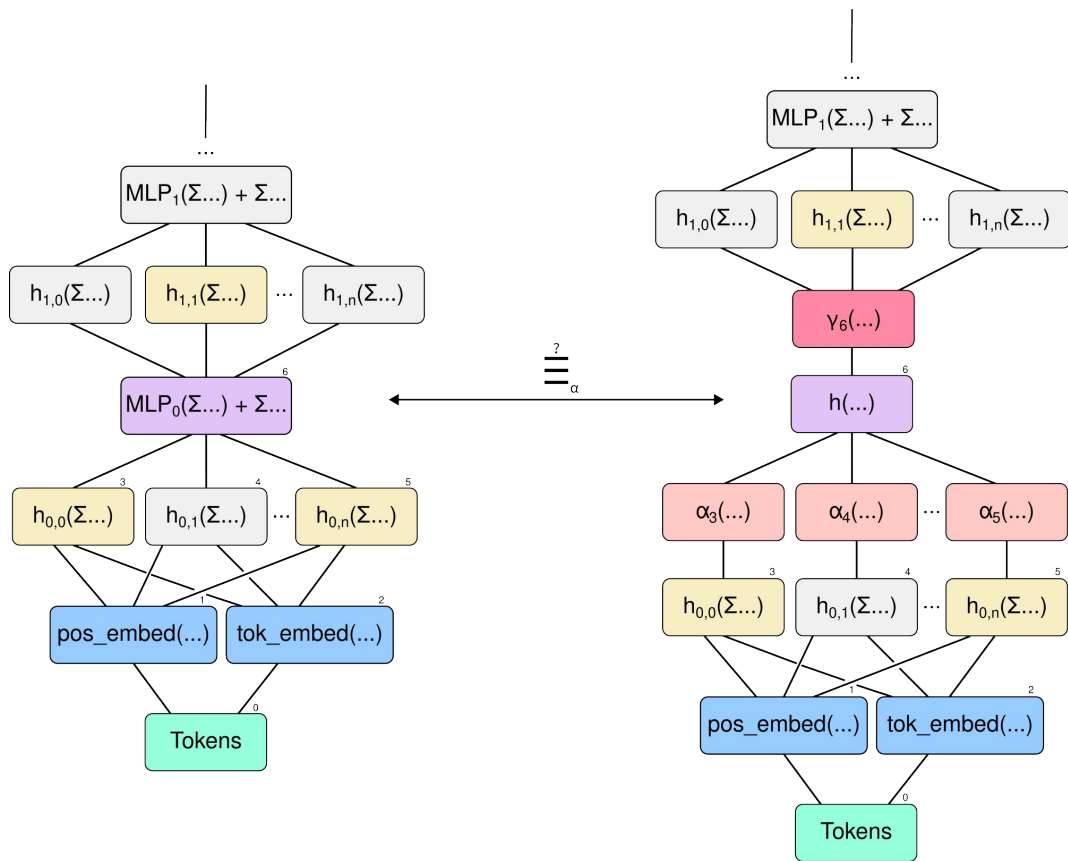 ...
MLP₁(Σ...) + Σ...
h₁,₀(Σ...) h₁,₁(Σ...) ... h₁,ₙ(Σ...)
6
MLP₀(Σ...) + Σ...
3 4 5
h₀,₀(Σ...) h₀,₁(Σ...) ... h₀,ₙ(Σ...)
1 2
pos_embed(...) tok_embed(...)
0
Tokens
?
≡α
...
MLP₁(Σ...) + Σ...
h₁,₀(Σ...) h₁,₁(Σ...) ... h₁,ₙ(Σ...)
γ₆(...)
6
h(...)
α₃(...) α₄(...) ... α₅(...)
3 4 5
h₀,₀(Σ...) h₀,₁(Σ...) ... h₀,ₙ(Σ...)
1 2
pos_embed(...) tok_embed(...)
0
Tokens